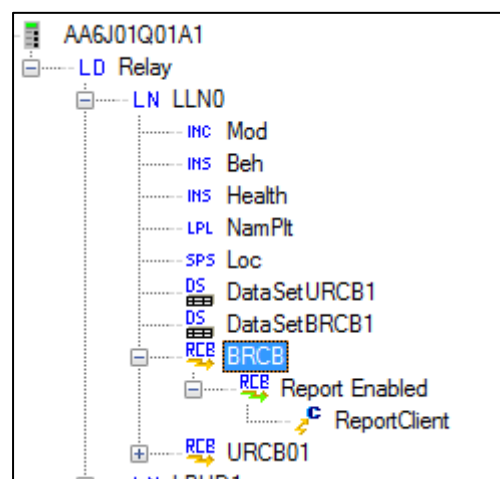 AA6J01Q01A1
LD Relay
LN LLN0
INC Mod
INS Beh
INS Health
LPL NamPlt
SPS Loc
DS DataSetURCB1
DS DataSetBRCB1
RCB BRCB
RCB Report Enabled
C ReportClient
RCB URCB01